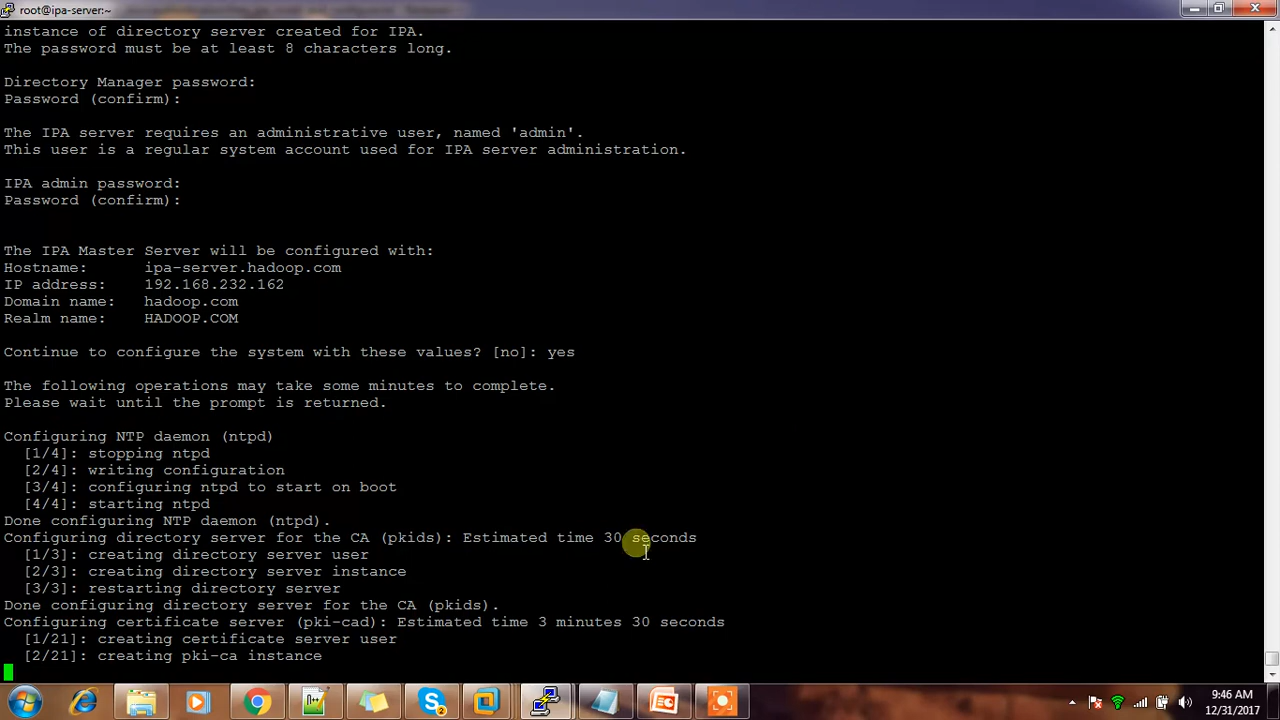 root@ipa-server:~
instance of directory server created for IPA.
The password must be at least 8 characters long.
Directory Manager password:
Password (confirm):
The IPA server requires an administrative user, named 'admin'.
This user is a regular system account used for IPA server administration.
IPA admin password:
Password (confirm):
The IPA Master Server will be configured with:
Hostname: ipa-server.hadoop.com
IP address: 192.168.232.162
Domain name: hadoop.com
Realm name: HADOOP.COM
Continue to configure the system with these values? [no]: yes
The following operations may take some minutes to complete.
Please wait until the prompt is returned.
Configuring NTP daemon (ntpd)
[1/4]: stopping ntpd
[2/4]: writing configuration
[3/4]: configuring ntpd to start on boot
[4/4]: starting ntpd
Done configuring NTP daemon (ntpd).
Configuring directory server for the CA (pkids): Estimated time 30 seconds
[1/3]: creating directory server user
[2/3]: creating directory server instance
[3/3]: restarting directory server
Done configuring directory server for the CA (pkids).
Configuring certificate server (pki-cad): Estimated time 3 minutes 30 seconds
[1/21]: creating certificate server user
[2/21]: creating pki-ca instance
9:46 AM
12/31/2017